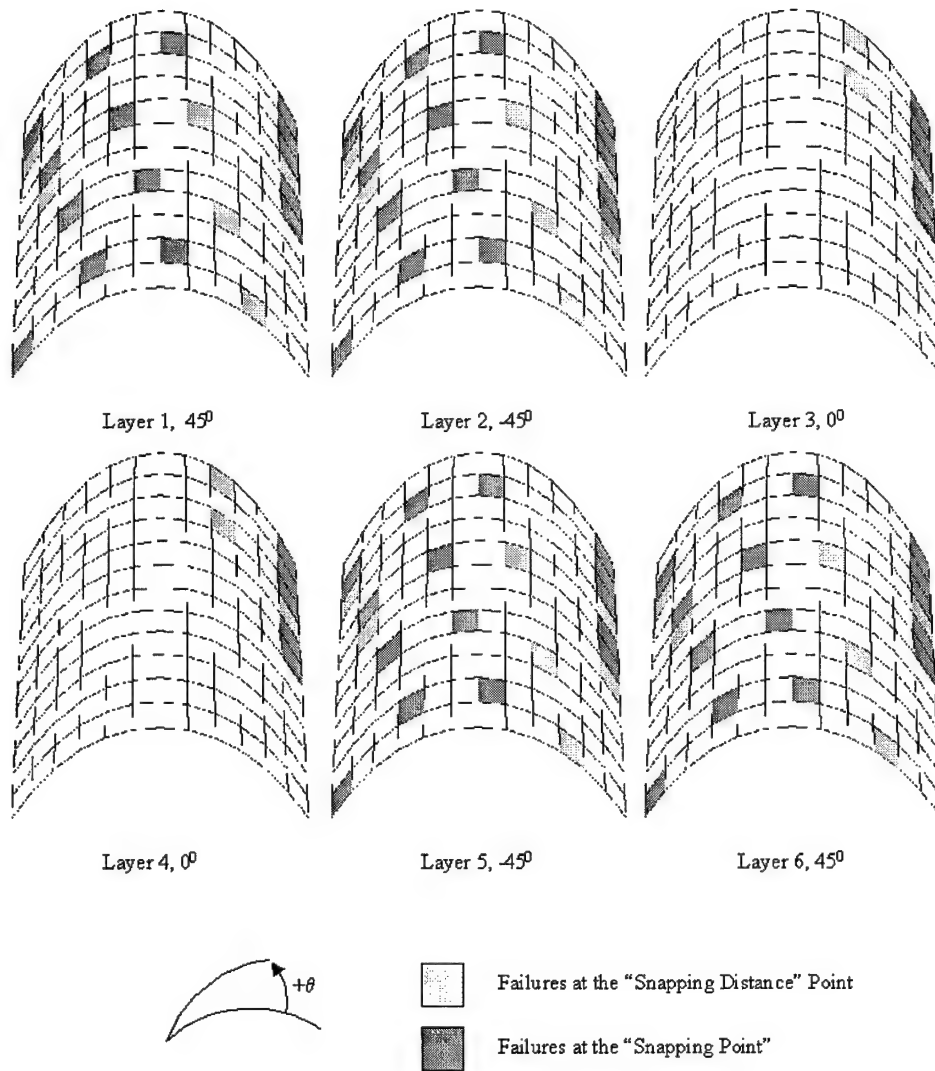 Layer 1, 45⁰
Layer 2, -45⁰
Layer 3, 0⁰
Layer 4, 0⁰
Layer 5, -45⁰
Layer 6, 45⁰
+θ
Failures at the “Snapping Distance” Point
Failures at the “Snapping Point”